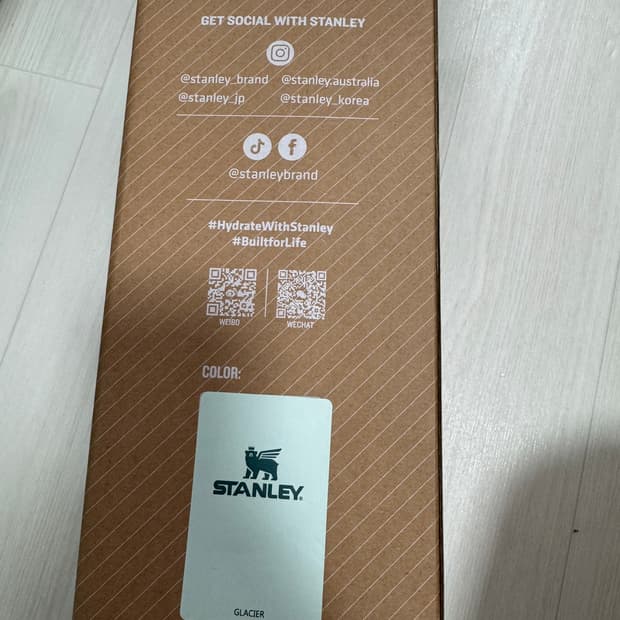 GET SOCIAL WITH STANLEY
@stanley_brand @stanley.australia
@stanley_jp @stanley_korea
@stanleybrand
#HydrateWithStanley
#BuiltforLife
WEIBO WECHAT
COLOR:
STANLEY®
GLACIER